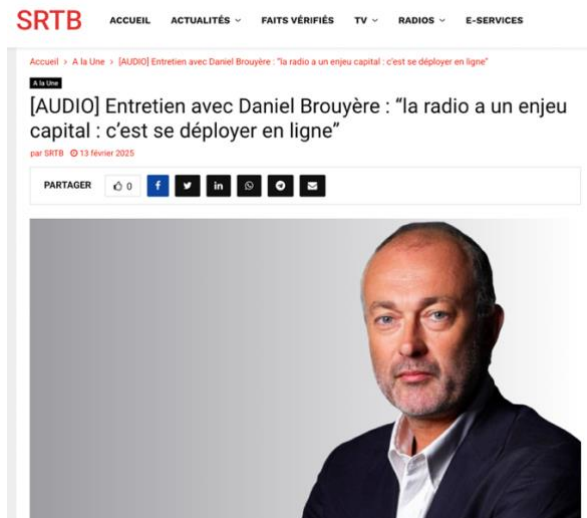 SRTB ACCUEIL ACTUALITÉS FAITS VÉRIFIÉS TV RADIOS E-SERVICES
Accueil > A la Une > [AUDIO] Entretien avec Daniel Brouyère : "la radio a un enjeu capital : c'est se déployer en ligne"
A la Une
[AUDIO] Entretien avec Daniel Brouyère : “la radio a un enjeu
capital : c’est se déployer en ligne”
par SRTB 13 février 2025
PARTAGER 0